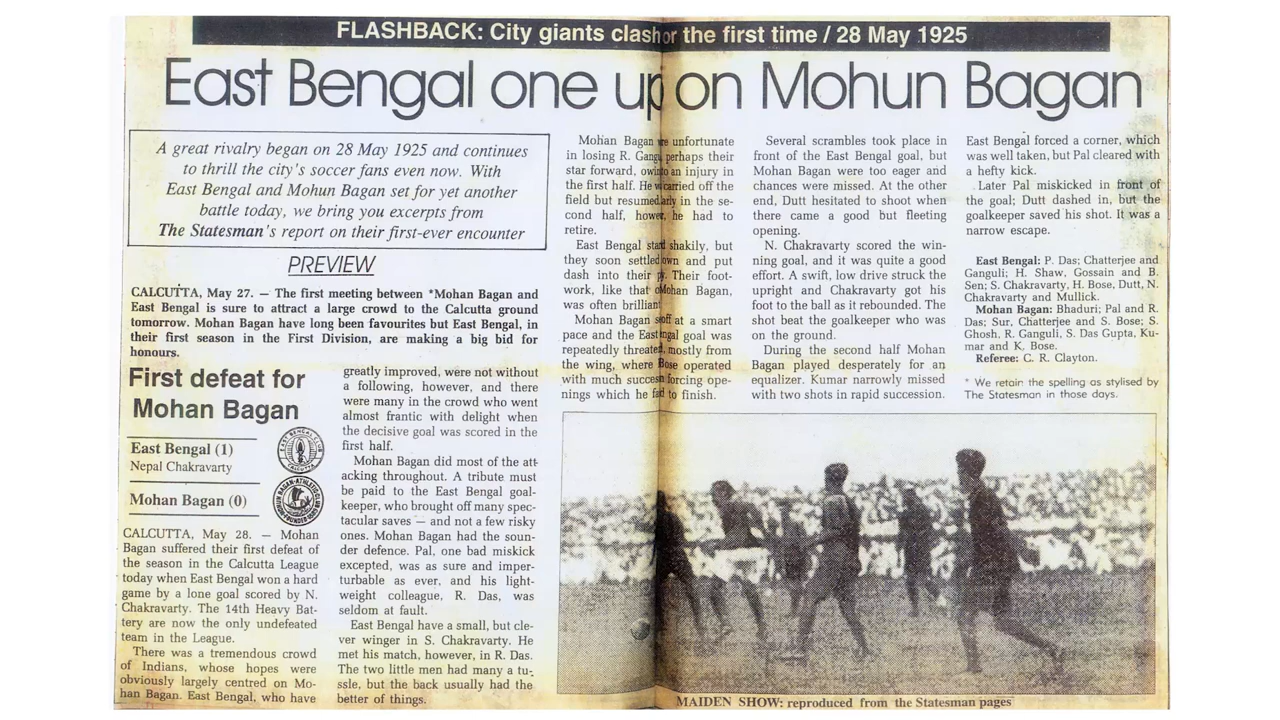 FLASHBACK: City giants clash or the first time / 28 May 1925
East Bengal one up on Mohun Bagan
A great rivalry began on 28 May 1925 and continues
to thrill the city's soccer fans even now. With
East Bengal and Mohun Bagan set for yet another
battle today, we bring you excerpts from
The Statesman's report on their first-ever encounter
PREVIEW
CALCUTTA, May 27. — The first meeting between *Mohan Bagan and
East Bengal is sure to attract a large crowd to the Calcutta ground
tomorrow. Mohan Bagan have long been favourites but East Bengal, in
their first season in the First Division, are making a big bid for
honours.
First defeat for
Mohan Bagan
East Bengal (1)
Nepal Chakravarty
Mohan Bagan (0)
EAST BENGAL CLUB
CALCUTTA
CALCUTTA, May 28. — Mohan
Bagan suffered their first defeat of
the season in the Calcutta League
today when East Bengal won a hard
game by a lone goal scored by N.
Chakravarty. The 14th Heavy Bat-
tery are now the only undefeated
team in the League.
There was a tremendous crowd
of Indians, whose hopes were
obviously largely centred on Mo-
han Bagan. East Bengal, who have
greatly improved, were not without
a following, however, and there
were many in the crowd who went
almost frantic with delight when
the decisive goal was scored in the
first half.
Mohan Bagan did most of the att-
acking throughout. A tribute must
be paid to the East Bengal goal-
keeper, who brought off many spec-
tacular saves — and not a few risky
ones. Mohan Bagan had the soun-
der defence. Pal, one bad miskick
excepted, was as sure and imper-
turbable as ever, and his light-
weight colleague, R. Das, was
seldom at fault.
East Bengal have a small, but cle-
ver winger in S. Chakravarty. He
met his match, however, in R. Das.
The two little men had many a tu-
ssle, but the back usually had the
better of things.
Mohan Bagan unfortunate
in losing R. perhaps their
star forward, an injury in
the first half. He carried off the
field but resumed in the se-
cond half, he had to
retire.
East Bengal shakily, but
they soon settled and put
dash into their Their foot-
work, like that Mohan Bagan,
was often brilliant
Mohan Bagan at a smart
pace and the goal was
repeatedly mostly from
the wing, where Bose operated
with much forcing ope-
nings which he to finish.
Several scrambles took place in
front of the East Bengal goal, but
Mohan Bagan were too eager and
chances were missed. At the other
end, Dutt hesitated to shoot when
there came a good but fleeting
opening.
N. Chakravarty scored the win-
ning goal, and it was quite a good
effort. A swift, low drive struck the
upright and Chakravarty got his
foot to the ball as it rebounded. The
shot beat the goalkeeper who was
on the ground.
During the second half Mohan
Bagan played desperately for an
equalizer. Kumar narrowly missed
with two shots in rapid succession.
East Bengal forced a corner, which
was well taken, but Pal cleared with
a hefty kick.
Later Pal miskicked in front of
the goal; Dutt dashed in, but the
goalkeeper saved his shot. It was a
narrow escape.
East Bengal: P. Das; Chatterjee and
Ganguli; H. Shaw, Gossain and B.
Sen; S. Chakravarty, H. Bose, Dutt, N.
Chakravarty and Mullick.
Mohan Bagan: Bhaduri; Pal and R.
Das; Sur, Chatterjee and S. Bose; S.
Ghosh, R. Ganguli, S. Das Gupta, Ku-
mar and K. Bose.
Referee: C. R. Clayton.
* We retain the spelling as stylised by
The Statesman in those days.
MAIDEN SHOW: reproduced from the Statesman pages